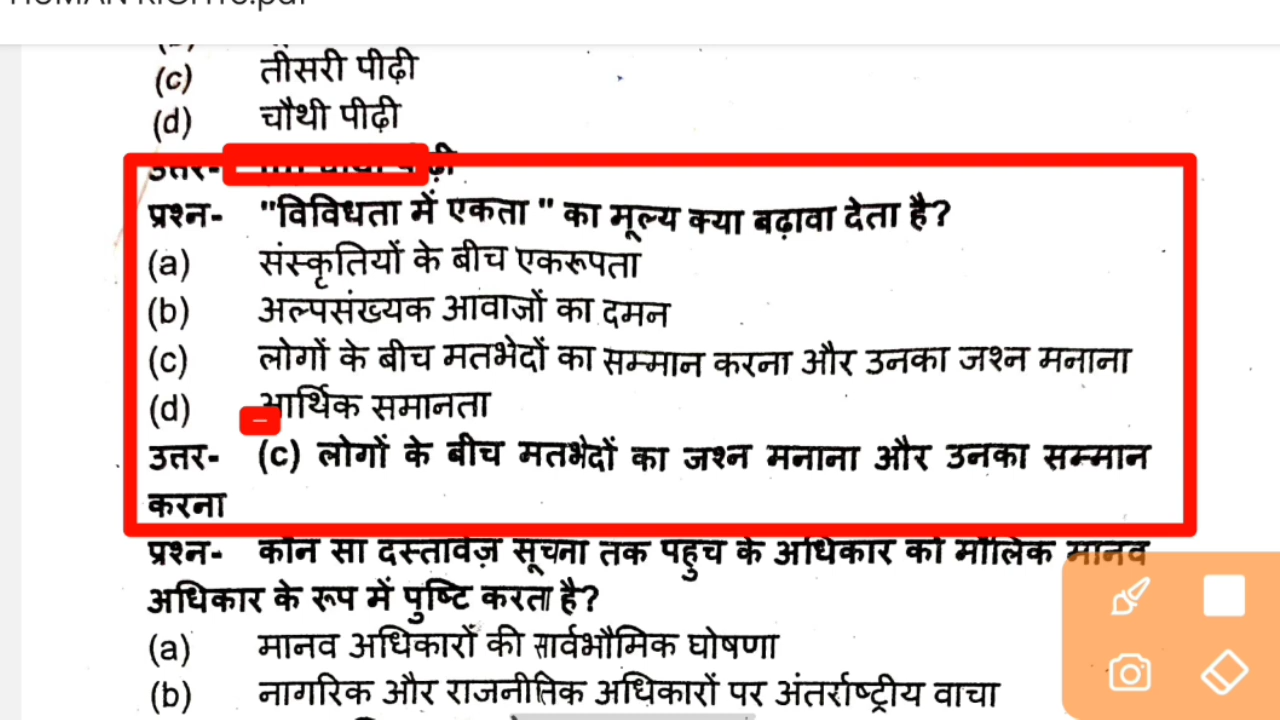 HUMAN RIGHTS.pdf
(c) तीसरी पीढ़ी
(d) चौथी पीढ़ी
उत्तर-
प्रश्न- "विविधता में एकता " का मूल्य क्या बढ़ावा देता है?
(a) संस्कृतियों के बीच एकरूपता
(b) अल्पसंख्यक आवाज़ों का दमन
(c) लोगों के बीच मतभेदों का सम्मान करना और उनका जश्न मनाना
(d) आर्थिक समानता
उत्तर- (c) लोगों के बीच मतभेदों का जश्न मनाना और उनका सम्मान
करना
प्रश्न- कौन सा दस्तावेज़ सूचना तक पहुंच के अधिकार को मौलिक मानव
अधिकार के रूप में पुष्टि करता है?
(a) मानव अधिकारों की सार्वभौमिक घोषणा
(b) नागरिक और राजनीतिक अधिकारों पर अंतर्राष्ट्रीय वाचा